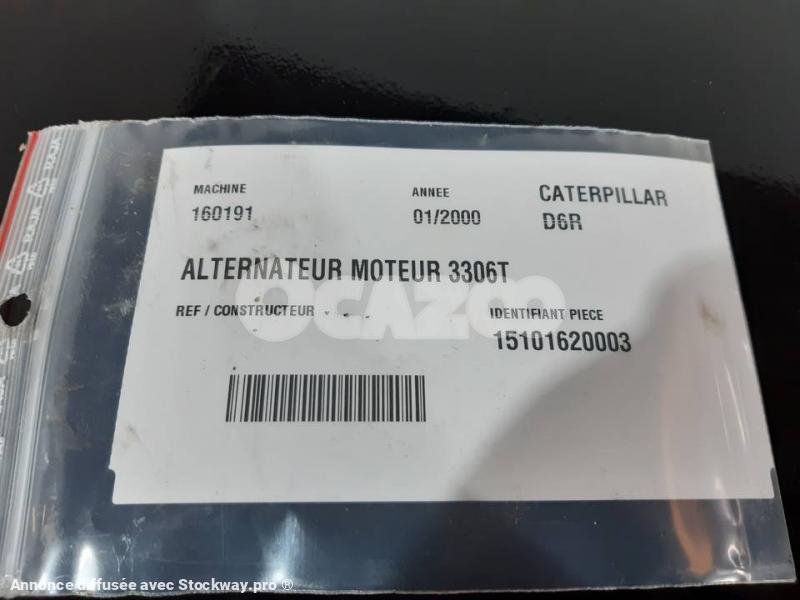 MACHINE
160191
ANNEE
01/2000
CATERPILLAR
D6R
ALTERNATEUR MOTEUR 3306T
REF / CONSTRUCTEUR
IDENTIFIANT PIECE
15101620003
OCAZOO
Annonce diffusée avec Stockway.pro ®